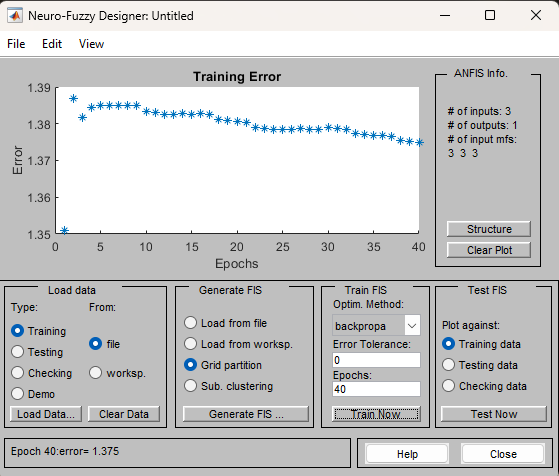 Neuro-Fuzzy Designer: Untitled
File Edit View
Training Error
1.39
1.38
1.37
1.36
1.35
Error
0 5 10 15 20 25 30 35 40
Epochs
ANFIS Info.
# of inputs: 3
# of outputs: 1
# of input mfs:
3 3 3
Structure
Clear Plot
Load data
Type: From:
Training
Testing
Checking
Demo
file
worksp.
Load Data...
Clear Data
Generate FIS
Load from file
Load from worksp.
Grid partition
Sub. clustering
Generate FIS ...
Train FIS
Optim. Method:
backpropa
Error Tolerance:
0
Epochs:
40
Train Now
Test FIS
Plot against:
Training data
Testing data
Checking data
Test Now
Epoch 40:error= 1.375
Help
Close